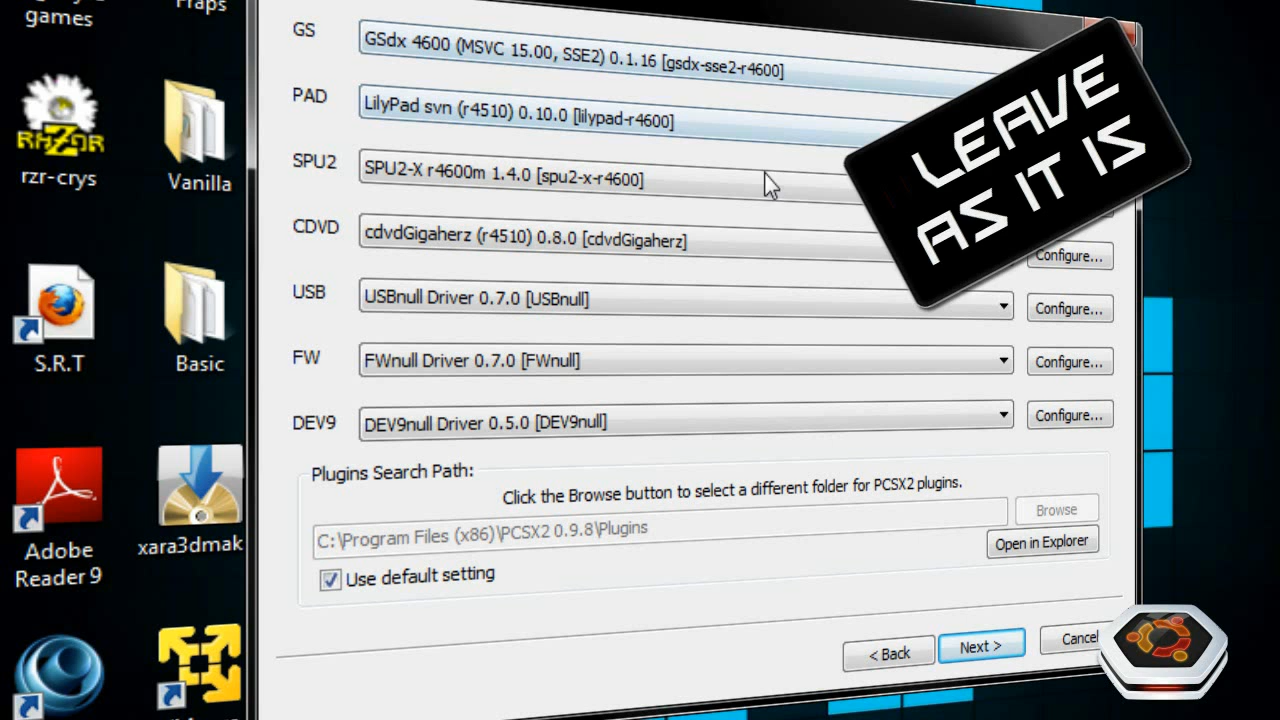 games
Fraps
rzr-crys
Vanilla
S.R.T
Basic
Adobe
Reader 9
xara3dmak
GS
GSdx 4600 (MSVC 15.00, SSE2) 0.1.16 [gsdx-sse2-r4600]
PAD
LilyPad svn (r4510) 0.10.0 [lilypad-r4600]
SPU2
SPU2-X r4600m 1.4.0 [spu2-x-r4600]
CDVD
cdvdGigaherz (r4510) 0.8.0 [cdvdGigaherz]
Configure...
USB
USBnull Driver 0.7.0 [USBnull]
Configure...
FW
FWnull Driver 0.7.0 [FWnull]
Configure...
DEV9
DEV9null Driver 0.5.0 [DEV9null]
Configure...
LEAVE
AS IT IS
Plugins Search Path:
Click the Browse button to select a different folder for PCSX2 plugins.
C:\Program Files (x86)\PCSX2 0.9.8\Plugins
Browse
Open in Explorer
Use default setting
< Back
Next >
Cancel